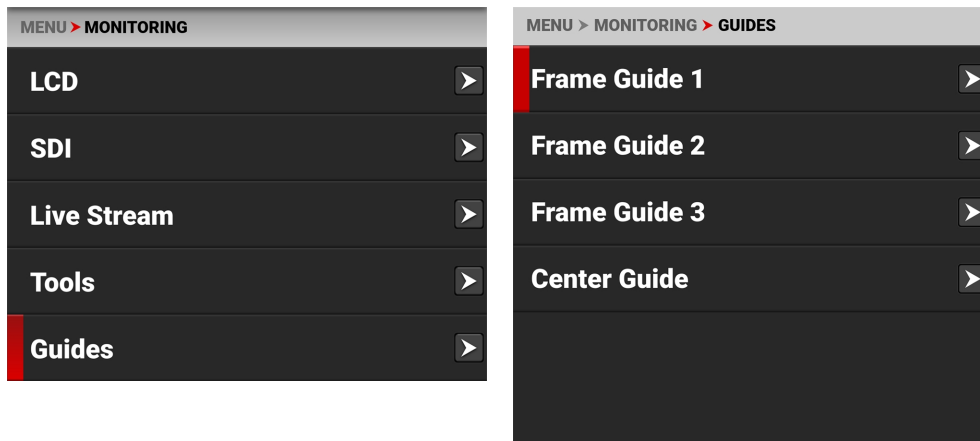 MENU > MONITORING
LCD
SDI
Live Stream
Tools
Guides
MENU > MONITORING > GUIDES
Frame Guide 1
Frame Guide 2
Frame Guide 3
Center Guide